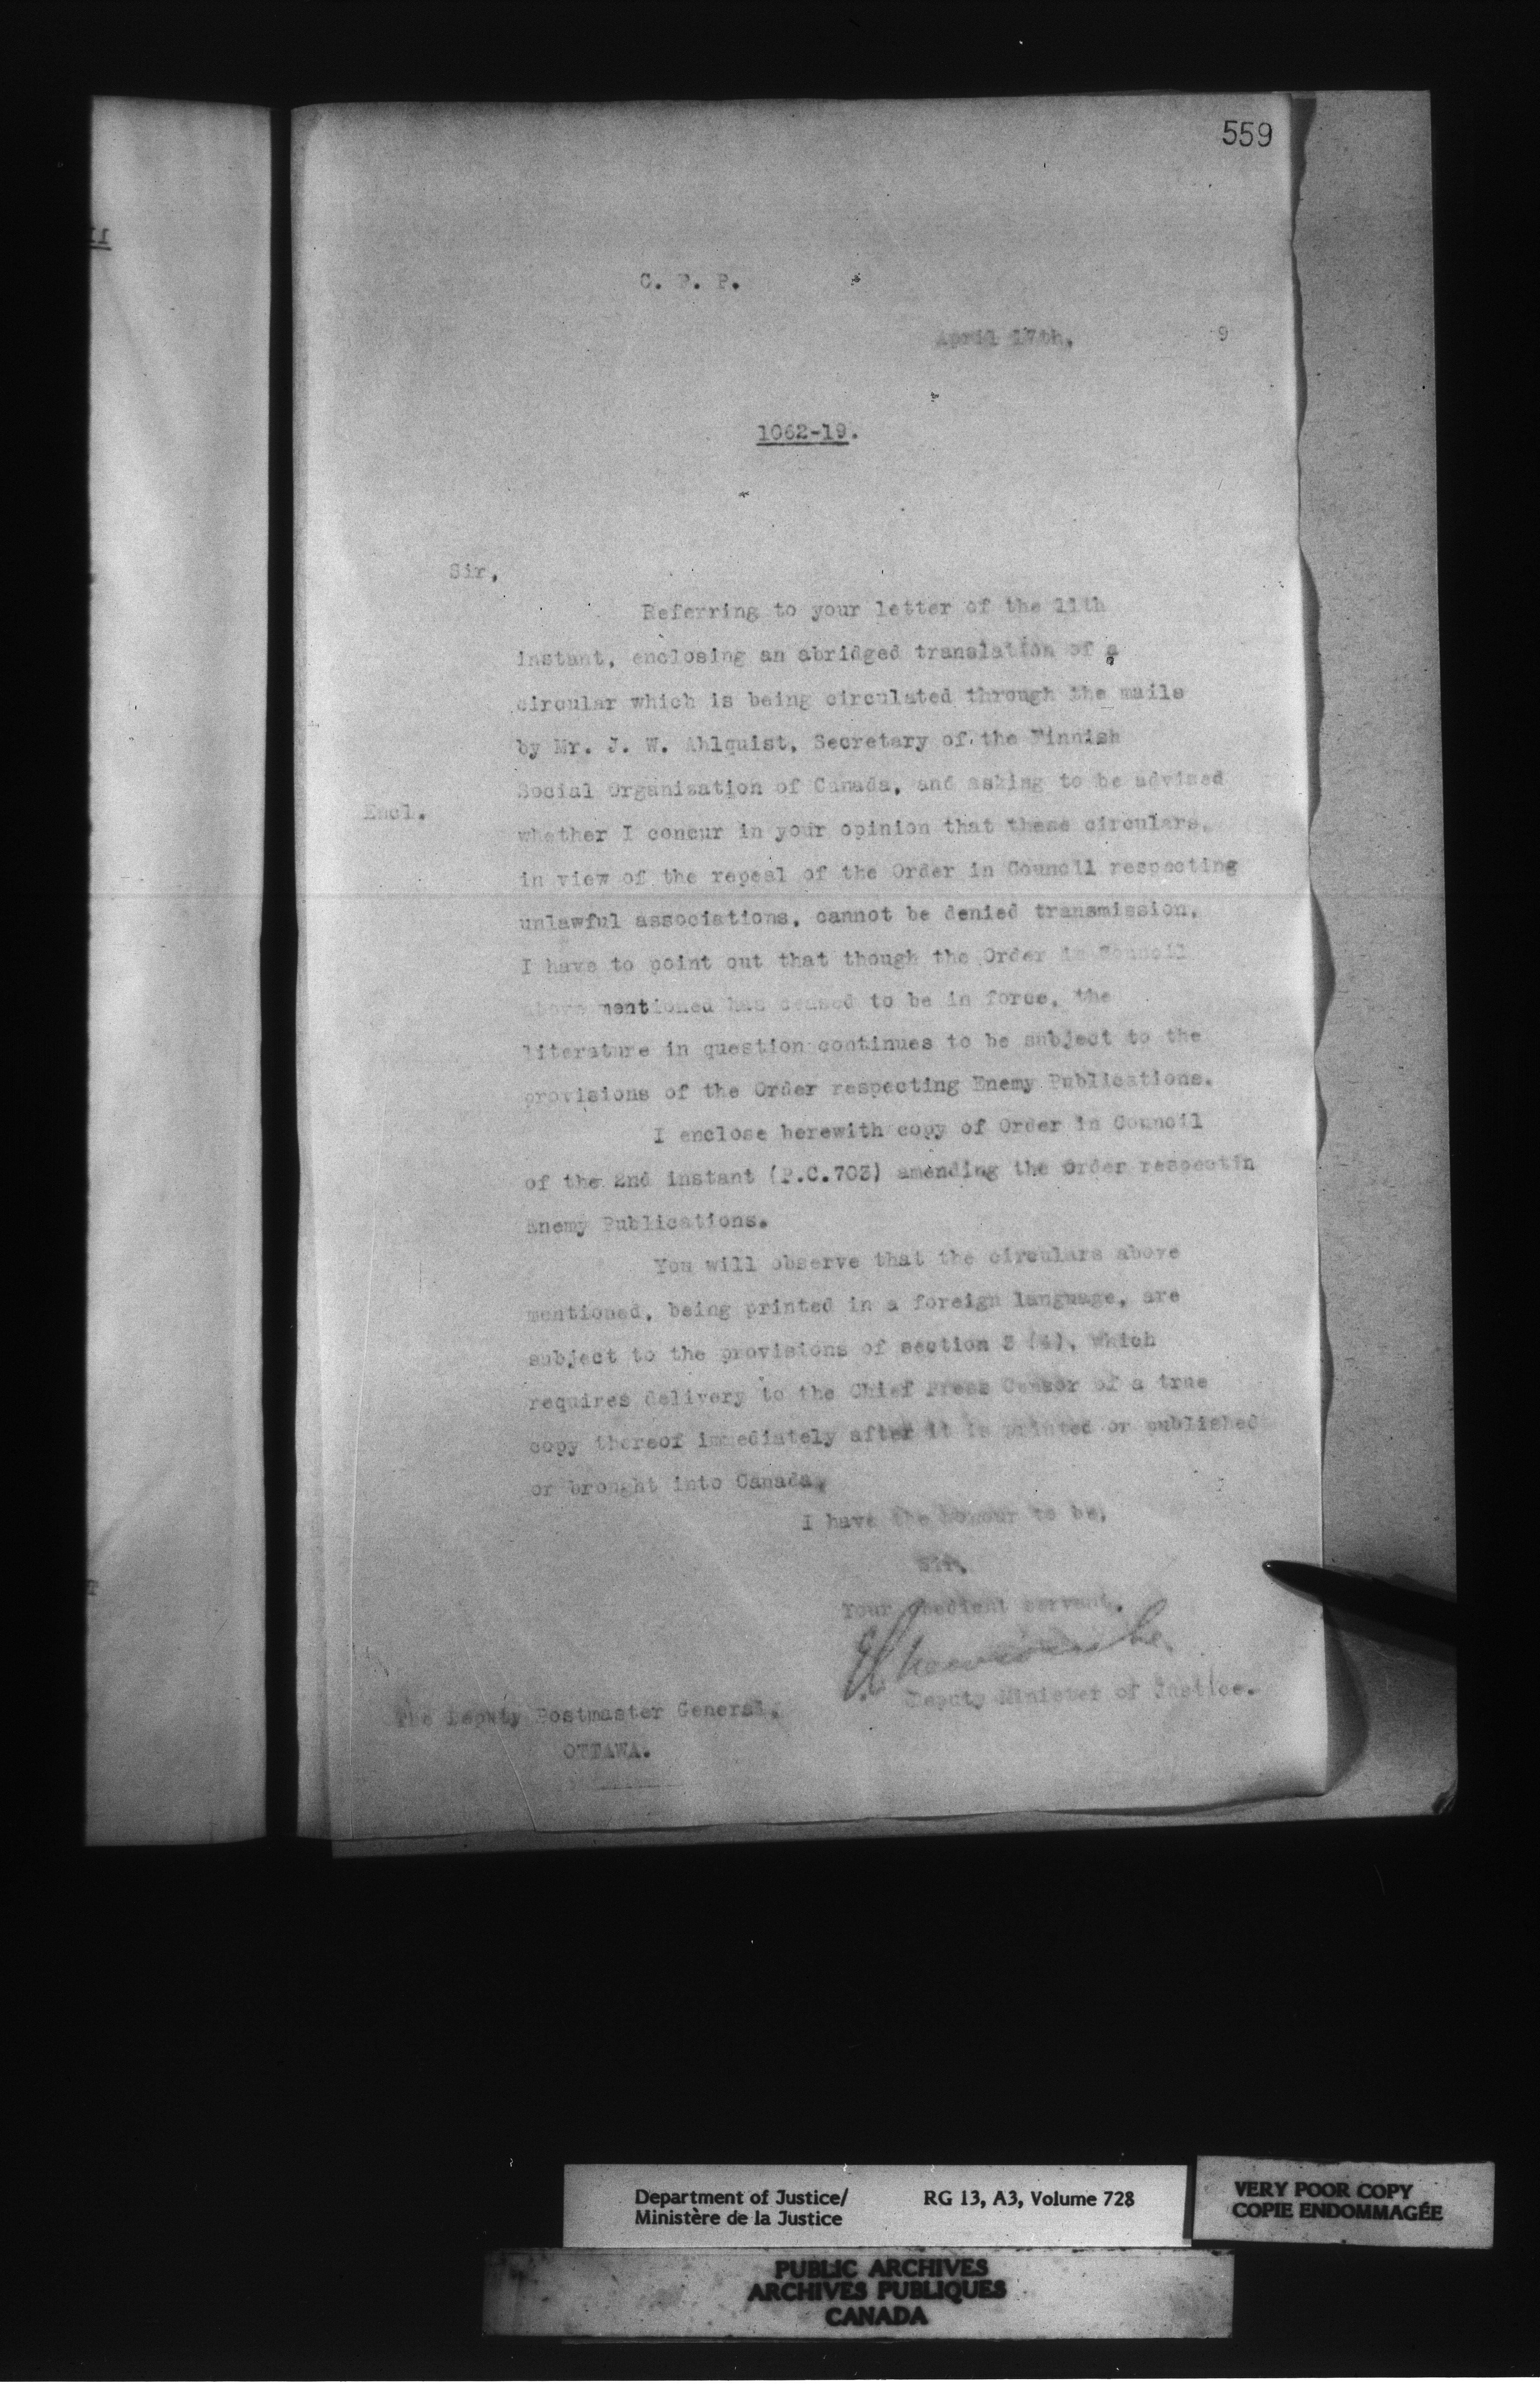 559
C. P. P.
April 17th, 9
1062-19.
Sir,
Referring to your letter of the 11th
instant, enclosing an abridged translation of a
circular which is being circulated through the mails
by Mr. J. W. Ahlquist, Secretary of the Finnish
Social Organization of Canada, and asking to be advised
Encl.
whether I concur in your opinion that these circulars,
in view of the repeal of the Order in Council respecting
unlawful associations, cannot be denied transmission,
I have to point out that though the Order in Council
above mentioned has ceased to be in force, the
literature in question continues to be subject to the
provisions of the Order respecting Enemy Publications.
I enclose herewith copy of Order in Council
of the 2nd instant (P.C.703) amending the Order respectin
Enemy Publications.
You will observe that the circulars above
mentioned, being printed in a foreign language, are
subject to the provisions of section 3 (4), which
requires delivery to the Chief Press Censor of a true
copy thereof immediately after it is printed or published
or brought into Canada.
I have the honour to be,
Sir,
Your obedient servant,
E L Newcombe
Deputy Minister of Justice.
The Deputy Postmaster General,
OTTAWA.
Department of Justice/ RG 13, A3, Volume 728
Ministère de la Justice
VERY POOR COPY
COPIE ENDOMMAGÉE
PUBLIC ARCHIVES
ARCHIVES PUBLIQUES
CANADA